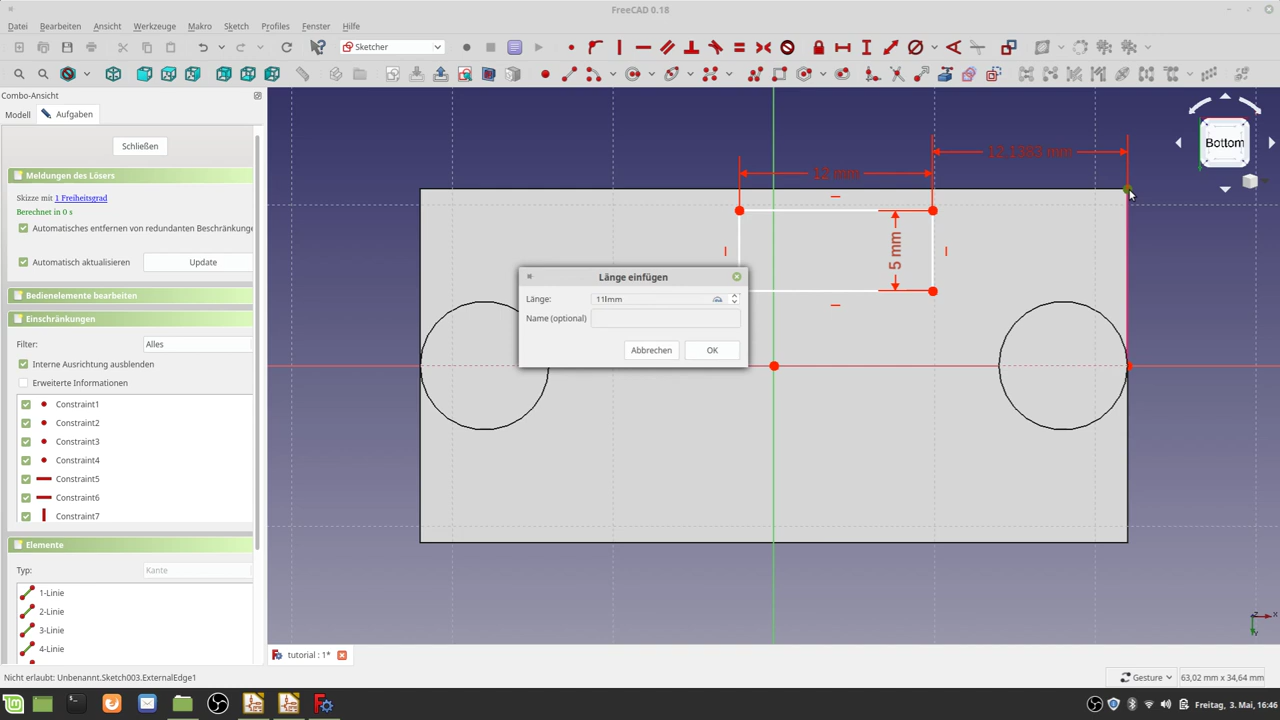 FreeCAD 0.18
Datei Bearbeiten Ansicht Werkzeuge Makro Sketch Profiles Fenster Hilfe
Sketcher
Combo-Ansicht
Modell Aufgaben
Schließen
Meldungen des Lösers
Skizze mit 1 Freiheitsgrad
Berechnet in 0 s
Automatisches entfernen von redundanten Beschränkunge
Automatisch aktualisieren Update
Bedienelemente bearbeiten
Einschränkungen
Filter: Alles
Interne Ausrichtung ausblenden
Erweiterte Informationen
Constraint1
Constraint2
Constraint3
Constraint4
Constraint5
Constraint6
Constraint7
Elemente
Typ: Kante
1-Linie
2-Linie
3-Linie
4-Linie
12,1383 mm
12 mm
5 mm
Bottom
Länge einfügen
Länge: 11mm
Name (optional)
Abbrechen OK
X
Y
Z
tutorial : 1*
Nicht erlaubt: Unbenannt.Sketch003.ExternalEdge1
Gesture 63,02 mm x 34,64 mm
Freitag, 3. Mai, 16:46